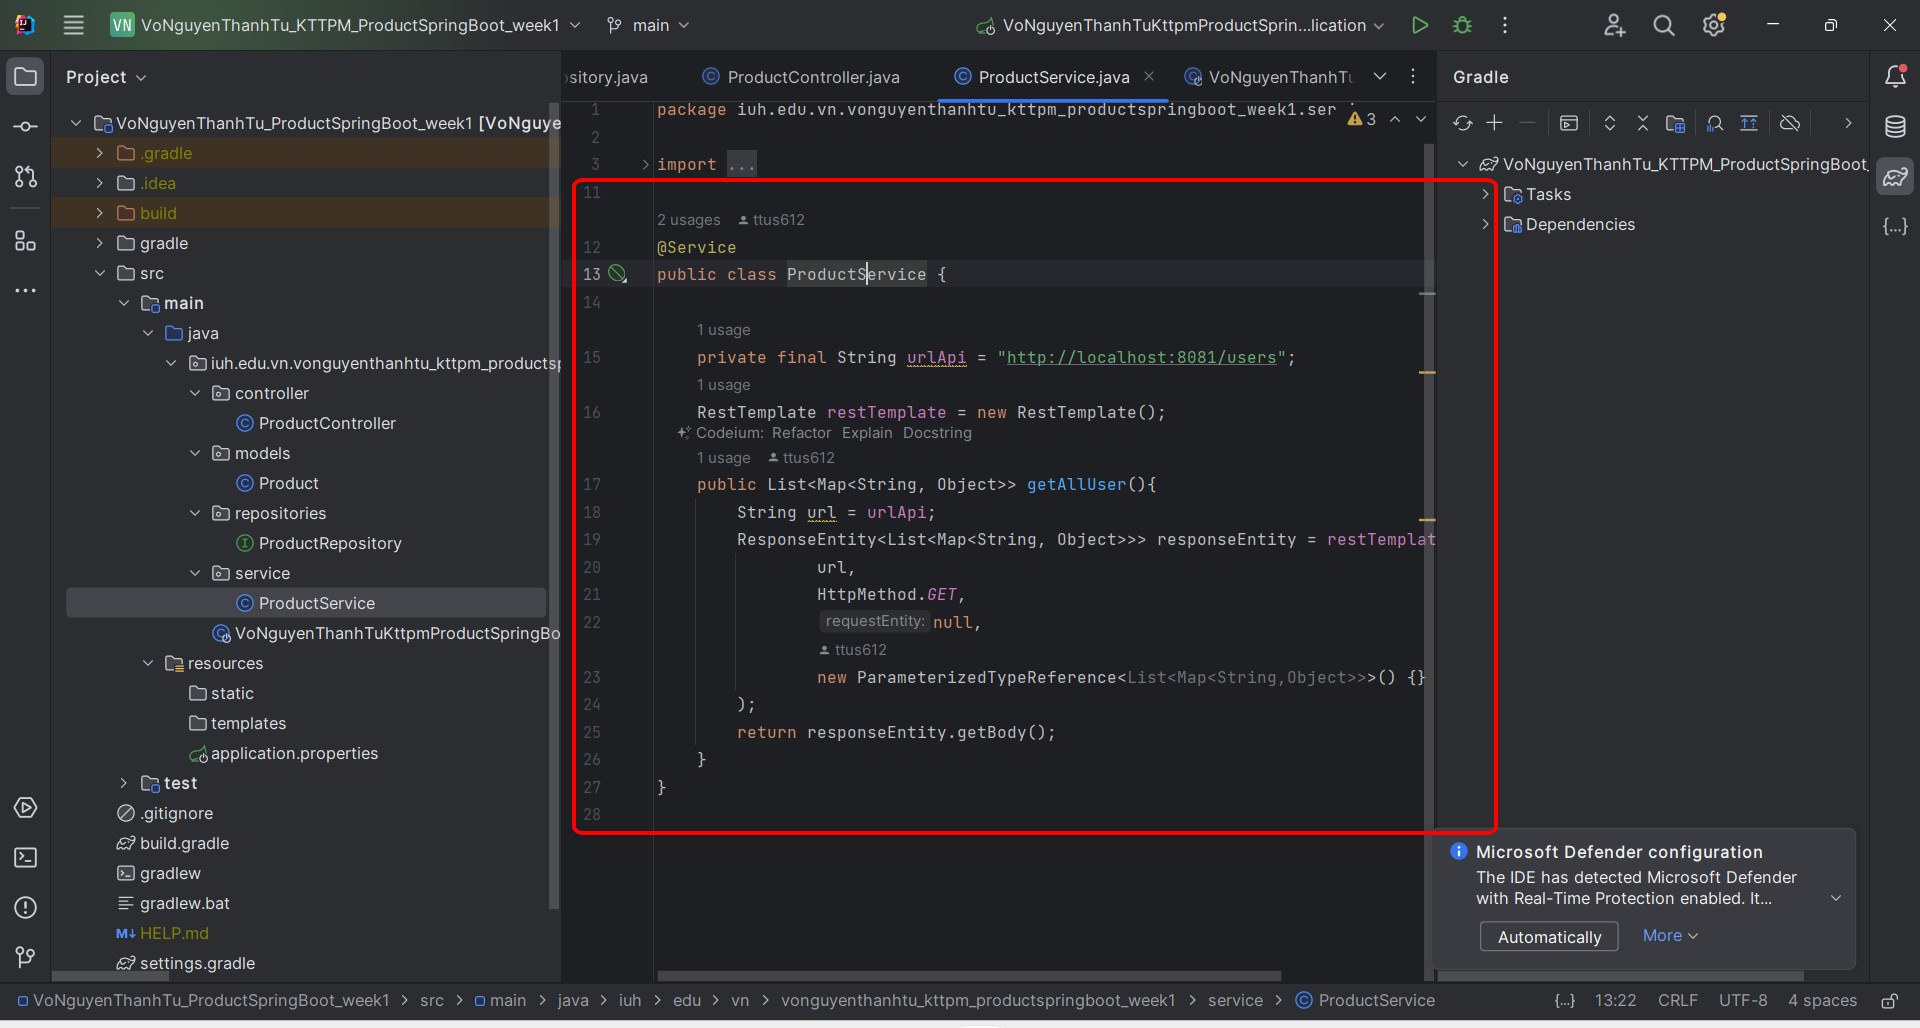 VN VoNguyenThanhTu_KTTPM_ProductSpringBoot_week1 main VoNguyenThanhTuKttpmProductSprin...lication
Project
VoNguyenThanhTu_ProductSpringBoot_week1 [VoNguye
.gradle
.idea
build
gradle
src
main
java
iuh.edu.vn.vonguyenthanhtu_kttpm_products
controller
ProductController
models
Product
repositories
ProductRepository
service
ProductService
VoNguyenThanhTuKttpmProductSpringBo
resources
static
templates
application.properties
test
.gitignore
build.gradle
gradlew
gradlew.bat
M↓ HELP.md
settings.gradle
sitory.java ProductController.java ProductService.java VoNguyenThanhTu
1 package iuh.edu.vn.vonguyenthanhtu_kttpm_productspringboot_week1.ser
3
2
3 import ...
11
2 usages ttus612
12 @Service
13 public class ProductService {
14
1 usage
15 private final String urlApi = "http://localhost:8081/users";
1 usage
16 RestTemplate restTemplate = new RestTemplate();
Codeium: Refactor Explain Docstring
1 usage ttus612
17 public List<Map<String, Object>> getAllUser(){
18 String url = urlApi;
19 ResponseEntity<List<Map<String, Object>>> responseEntity = restTemplat
20 url,
21 HttpMethod.GET,
22 requestEntity: null,
ttus612
23 new ParameterizedTypeReference<List<Map<String,Object>>>() {}
24 );
25 return responseEntity.getBody();
26 }
27 }
28
Gradle
VoNguyenThanhTu_KTTPM_ProductSpringBoot_
Tasks
Dependencies
Microsoft Defender configuration
The IDE has detected Microsoft Defender
with Real-Time Protection enabled. It...
Automatically More
VoNguyenThanhTu_ProductSpringBoot_week1 > src > main > java > iuh > edu > vn > vonguyenthanhtu_kttpm_productspringboot_week1 > service > ProductService {...} 13:22 CRLF UTF-8 4 spaces